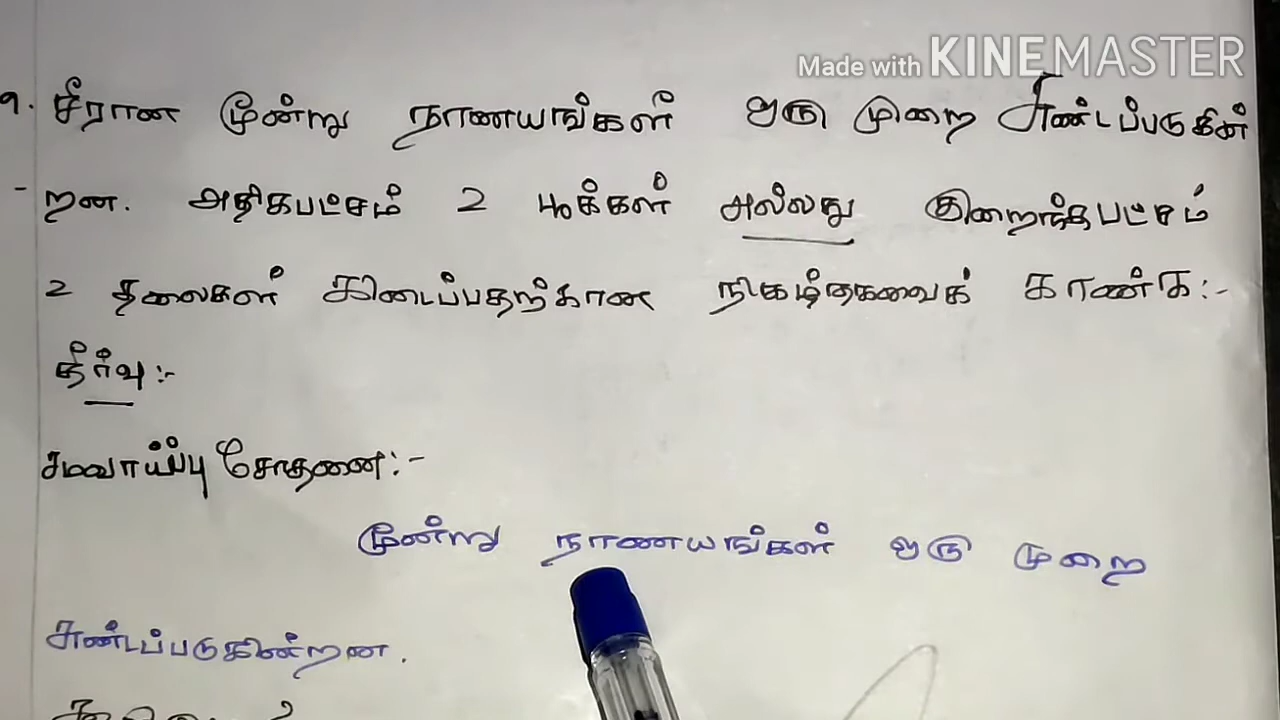 Made with KINEMASTER
9. சீரான மூன்று நாணயங்கள் ஒரு முறை சுண்டப்படுகின்
- றன. அதிகபட்சம் 2 பூக்கள் அல்லது குறைந்தபட்சம்
2 தலைகள் கிடைப்பதற்கான நிகழ்தகவைக் காண்க:-
தீர்வு:-
சமவாய்ப்பு சோதனை:-
மூன்று நாணயங்கள் ஒரு முறை
சுண்டப்படுகின்றன.